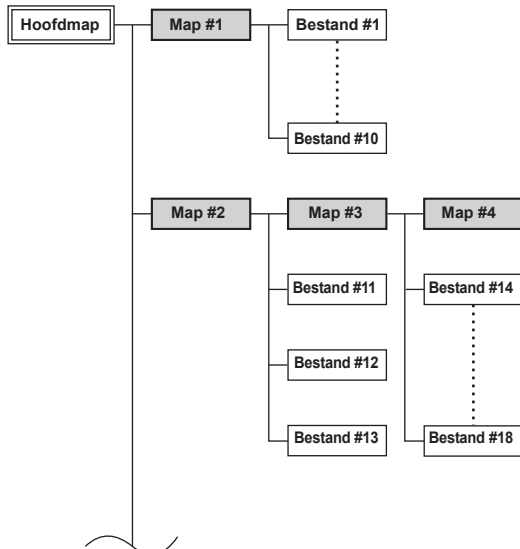 Hoofdmap
Map #1
Bestand #1
Bestand #10
Map #2
Map #3
Map #4
Bestand #11
Bestand #14
Bestand #12
Bestand #13
Bestand #18